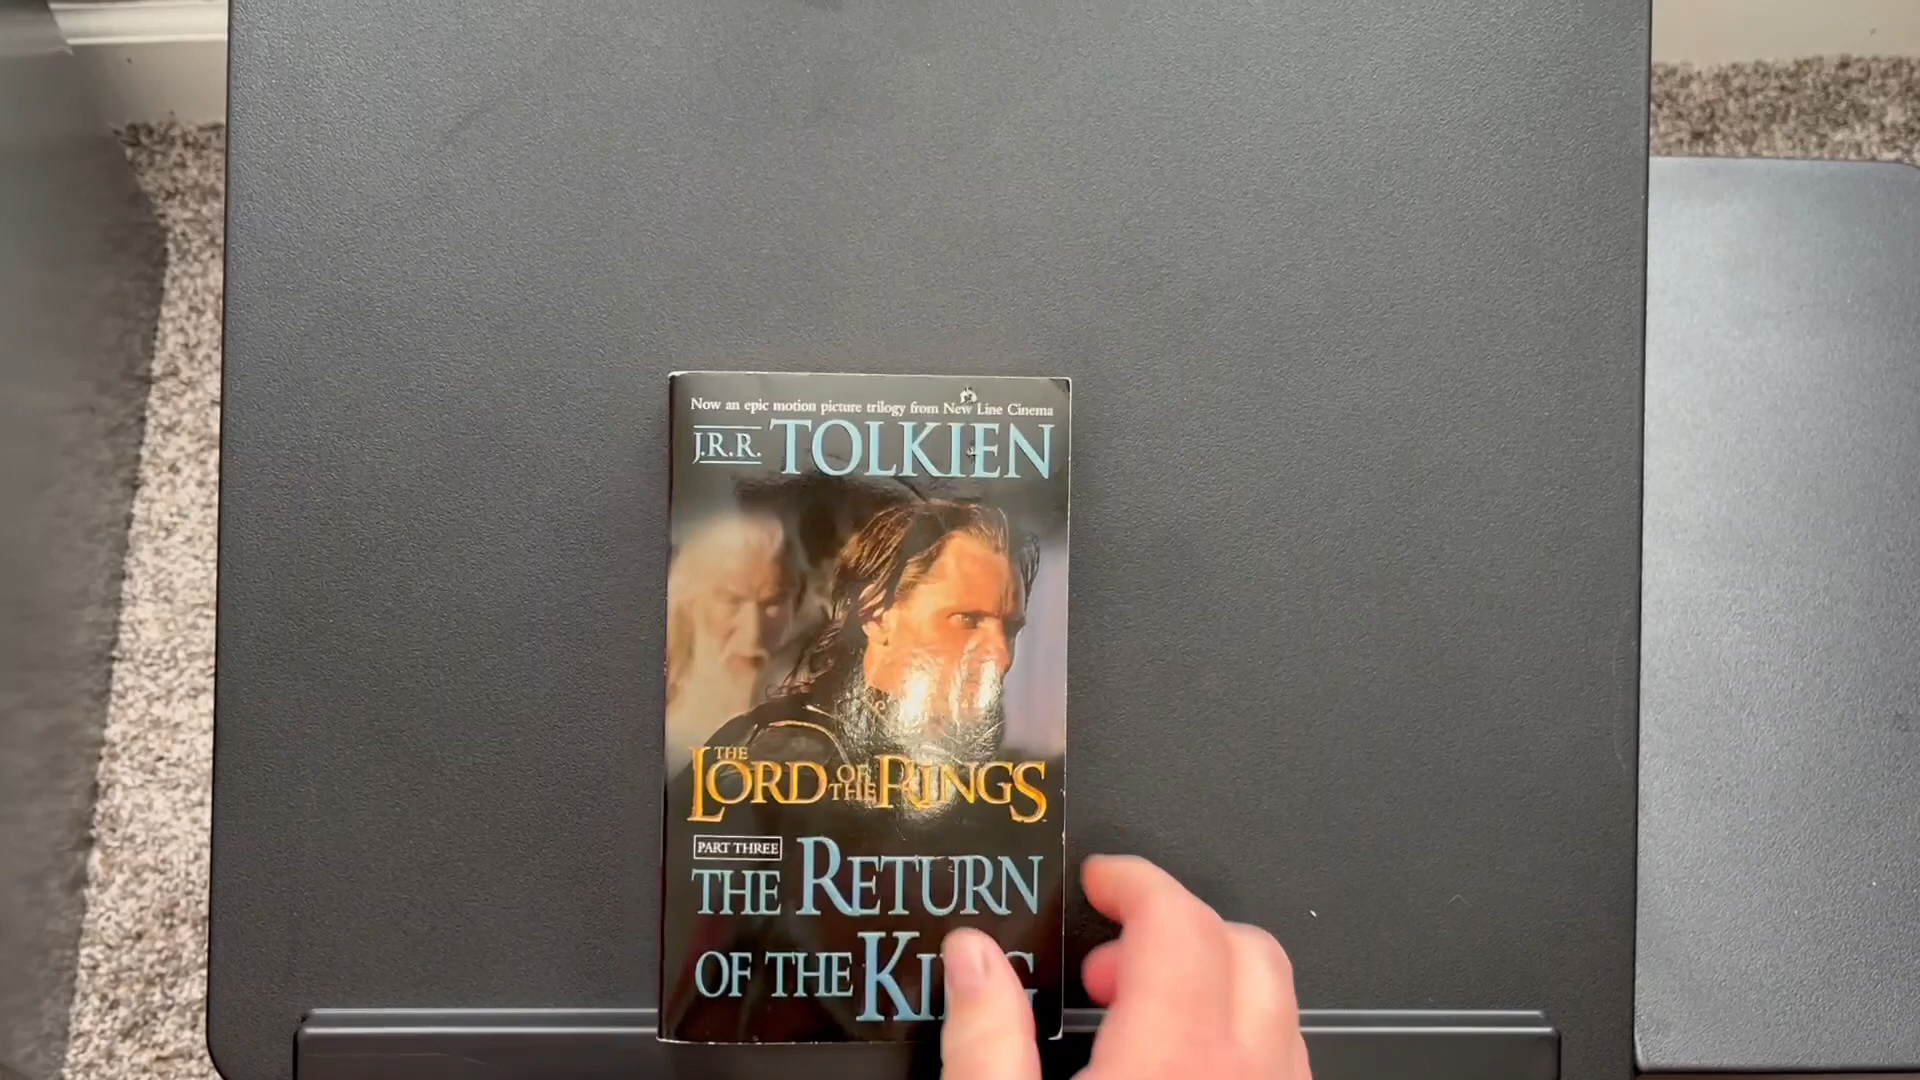 Now an epic motion picture trilogy from New Line Cinema
J.R.R. TOLKIEN
THE LORD OF THE RINGS
PART THREE
THE RETURN
OF THE